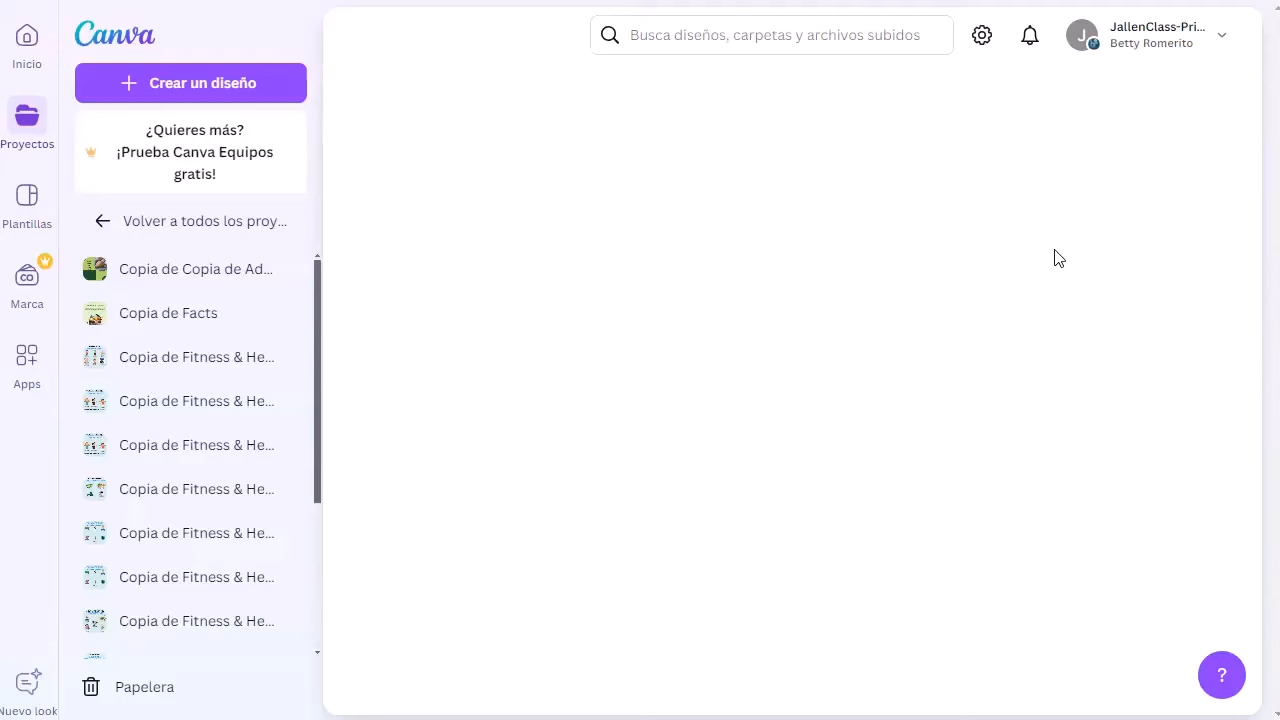 Inicio
Proyectos
Plantillas
CO
Marca
Apps
Nuevo look
Canva
Crear un diseño
¿Quieres más?
¡Prueba Canva Equipos
gratis!
Volver a todos los proy...
Copia de Copia de Ad...
Copia de Facts
Copia de Fitness & He...
Copia de Fitness & He...
Copia de Fitness & He...
Copia de Fitness & He...
Copia de Fitness & He...
Copia de Fitness & He...
Copia de Fitness & He...
Papelera
Busca diseños, carpetas y archivos subidos
J
JallenClass-Pri...
Betty Romerito
?